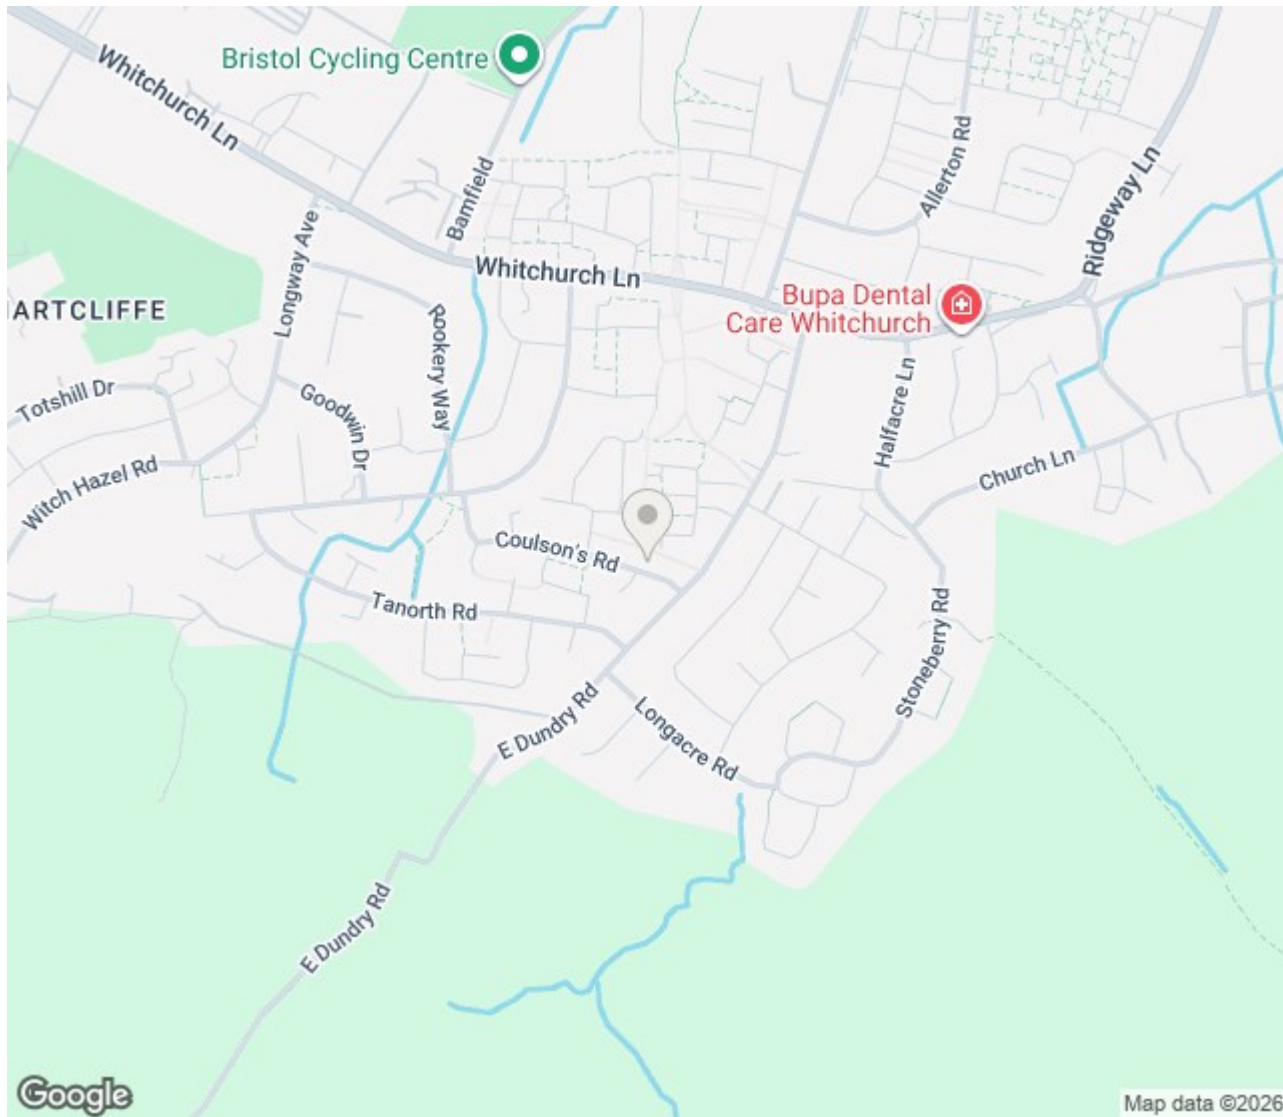 Bristol Cycling Centre
Whitchurch Ln
Bamfield
Allerton Rd
Ridgeway Ln
Longway Ave
Whitchurch Ln
Bupa Dental
Care Whitchurch
ARTCLIFFE
Rookery Way
Totshill Dr
Goodwin Dr
Halfacre Ln
Witch Hazel Rd
Church Ln
Coulson's Rd
Tanorth Rd
Stoneberry Rd
E Dundry Rd
Longacre Rd
E Dundry Rd
Google
Map data ©2026